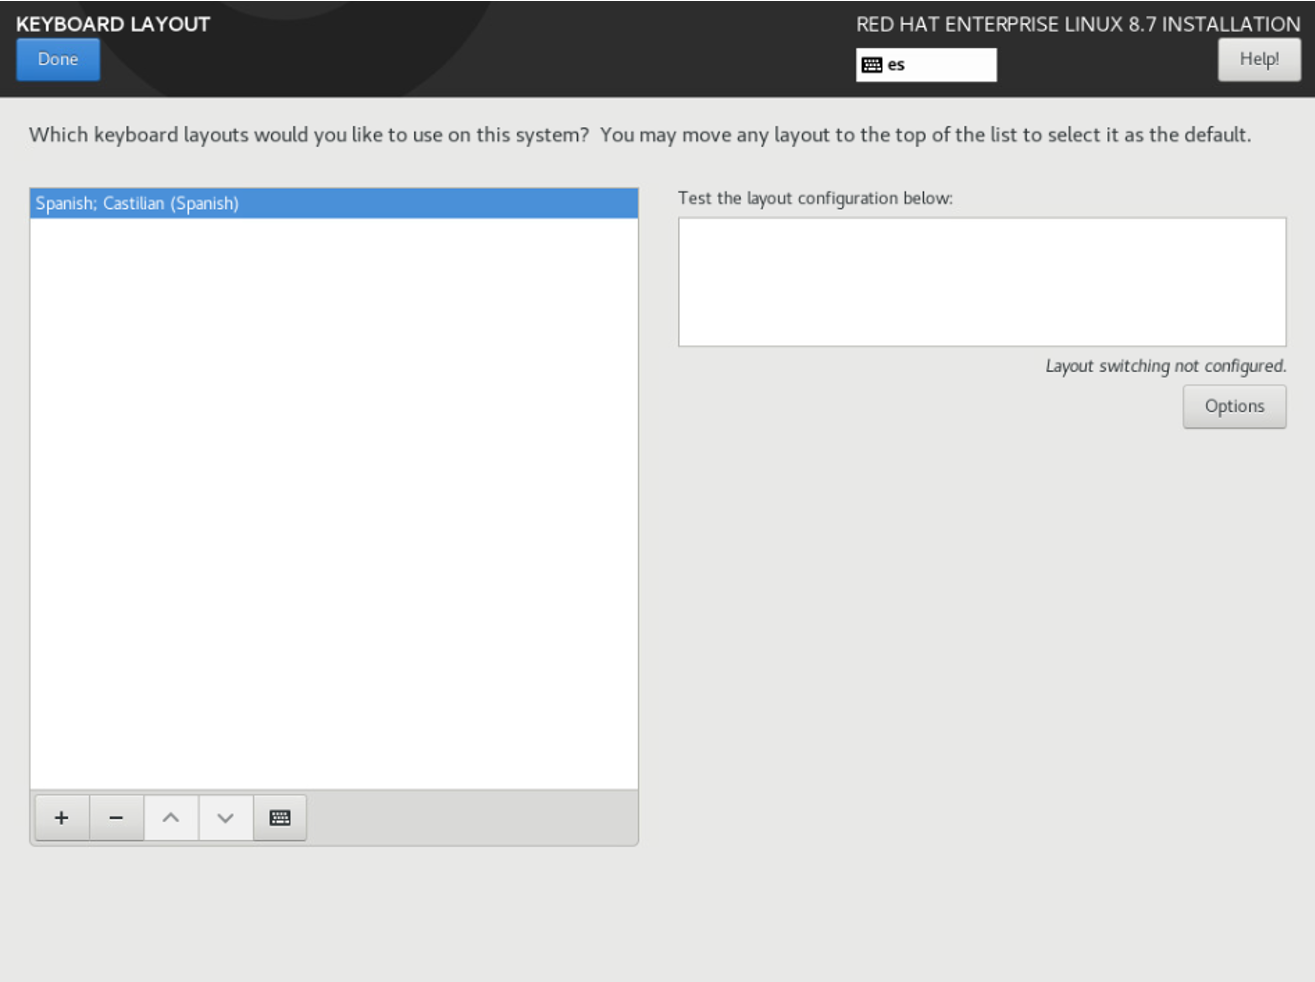 KEYBOARD LAYOUT
RED HAT ENTERPRISE LINUX 8.7 INSTALLATION
Done
es
Help!
Which keyboard layouts would you like to use on this system?  You may move any layout to the top of the list to select it as the default.
Spanish; Castilian (Spanish)
Test the layout configuration below:
Layout switching not configured.
Options